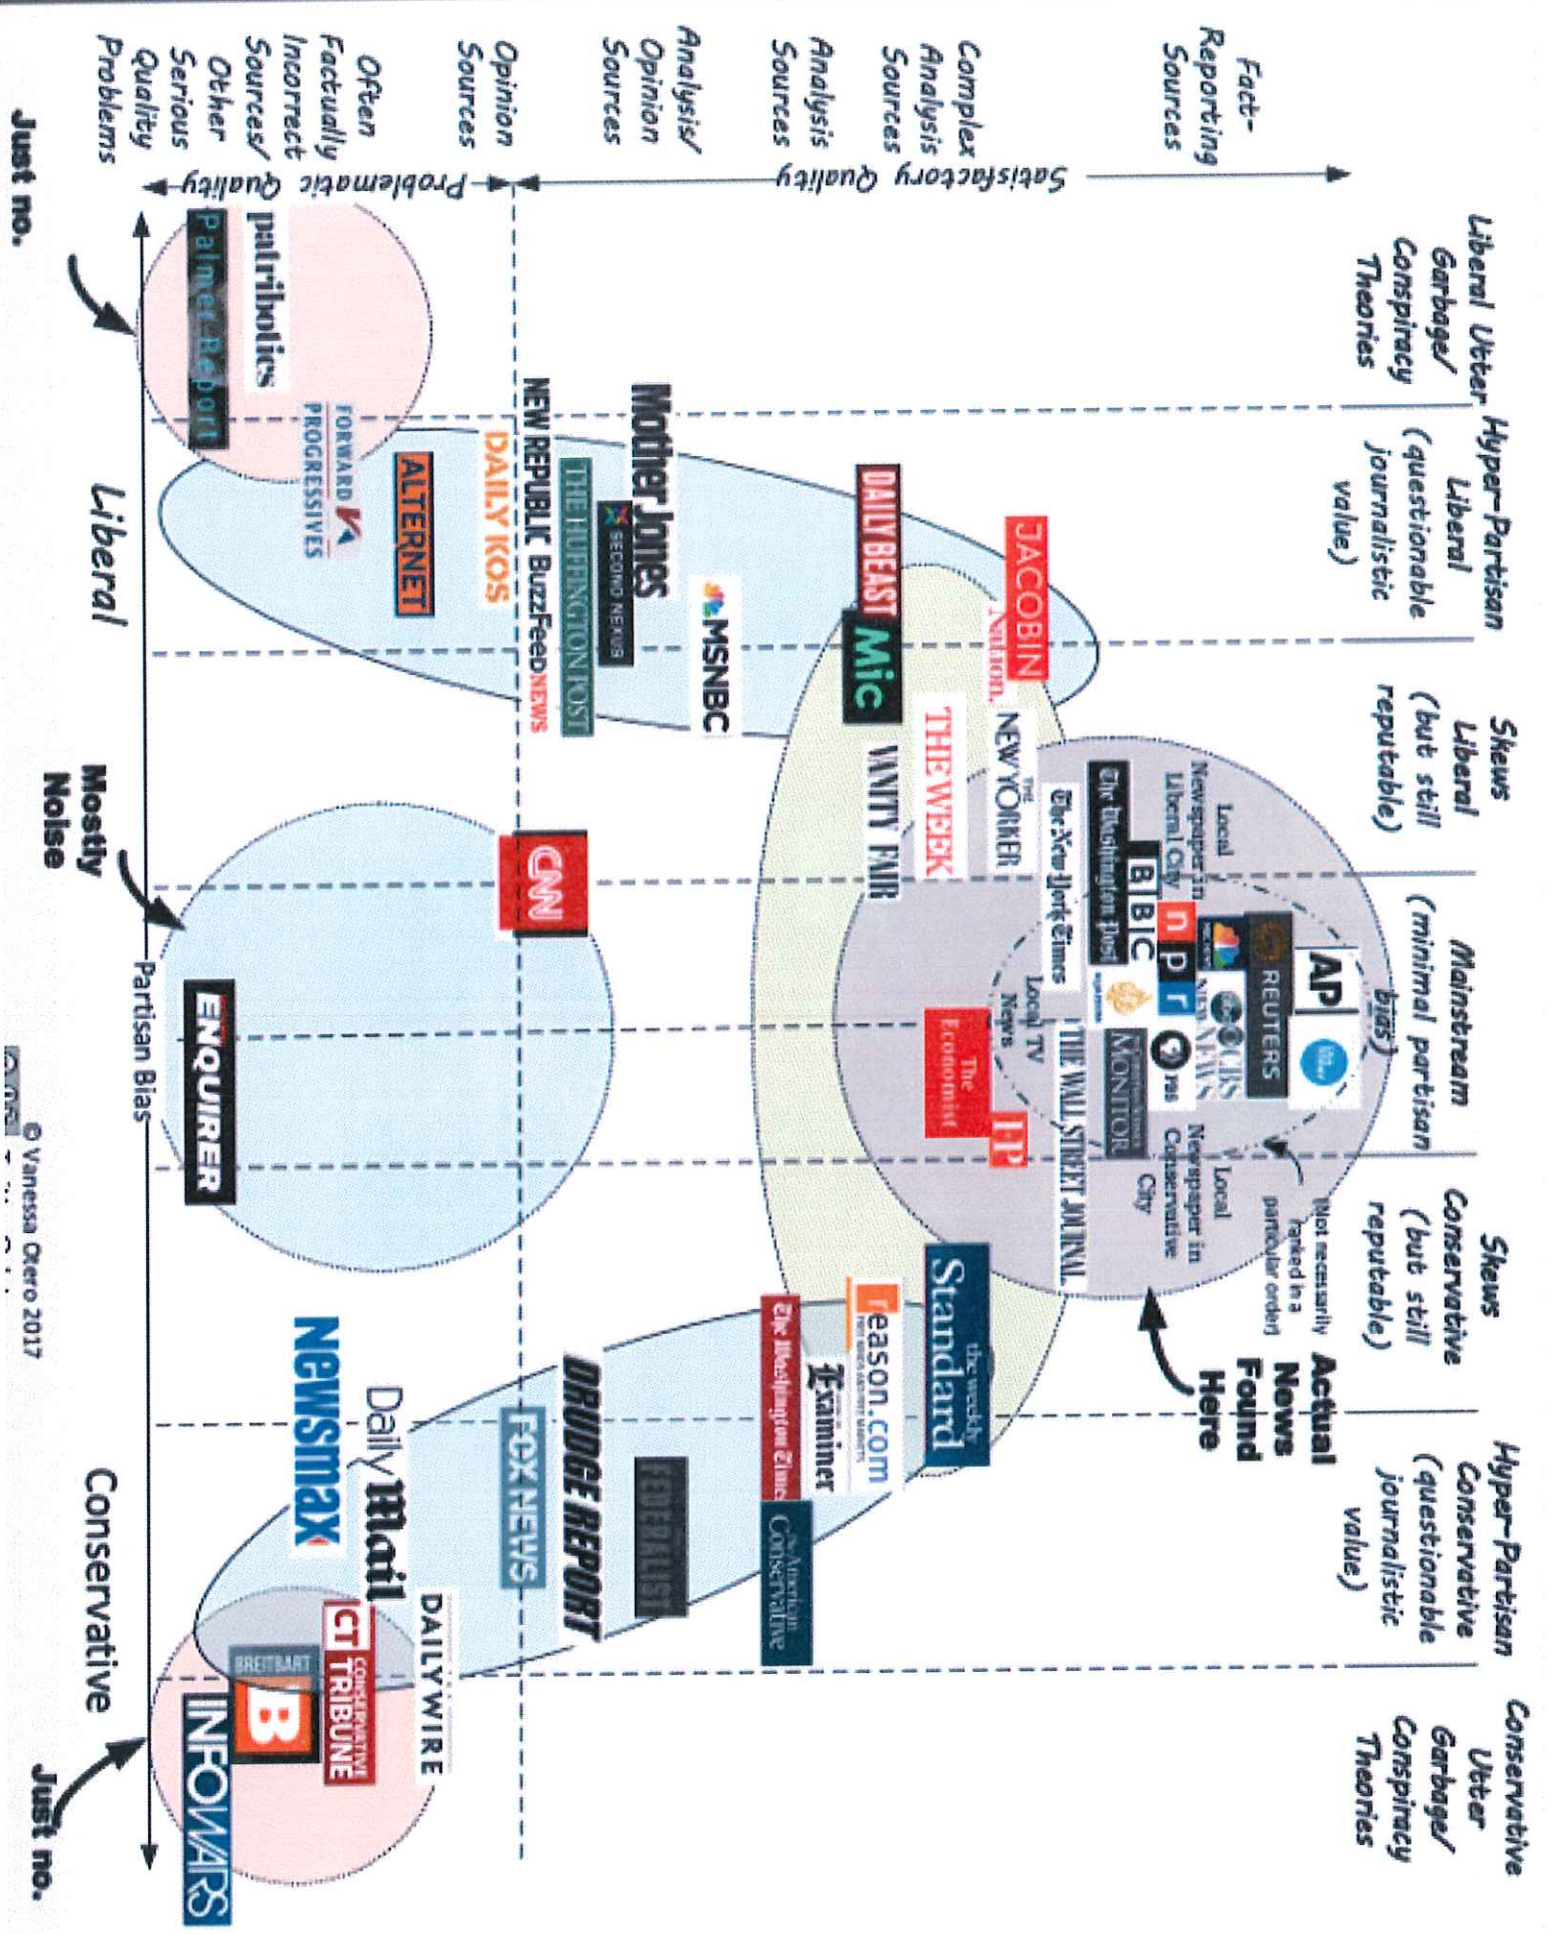 Liberal Utter
Garbage/
Conspiracy
Theories
Hyper-Partisan
Liberal
(questionable
journalistic
value)
Skews
Liberal
(but still
reputable)
Mainstream
(minimal partisan
bias)
Skews
Conservative
(but still
reputable)
Hyper-Partisan
Conservative
(questionable
journalistic
value)
Conservative
Utter
Garbage/
Conspiracy
Theories
Fact-
Reporting
Sources
Complex
Analysis
Sources
Analysis
Sources
Analysis/
Opinion
Sources
Opinion
Sources
Often
Factually
Incorrect
Sources/
Other
Serious
Quality
Problems
Satisfactory Quality
Problematic Quality
AP
REUTERS
abc
CBS
NEWS
npr
PBS
BBC
MONITOR
The Washington Post
Local
Newspaper in
Liberal City
Local
Newspaper in
Conservative
City
(Not necessarily
ranked in a
particular order)
Actual
News
Found
Here
The New York Times
THE WALL STREET JOURNAL
Local TV
News
JACOBIN
Nation.
THE
NEW YORKER
FP
THE WEEK
The
Economist
the weekly
Standard
DAILY BEAST
Mic
VANITY FAIR
reason.com
FREE MINDS AND FREE MARKETS
Examiner
The Washington Times
The American
Conservative
MSNBC
Mother Jones
SECOND NEXUS
FEDERALIST
THE HUFFINGTON POST
DRUDGE REPORT
NEW REPUBLIC
BuzzFeedNEWS
CNN
FOX NEWS
DAILY KOS
ALTERNET
DAILYWIRE
FORWARD
PROGRESSIVES
Daily Mail
CT
CONSERVATIVE
TRIBUNE
Newsmax
patribotics
BREITBART
B
Palmer Report
ENQUIRER
INFOWARS
Partisan Bias
Liberal
Conservative
Just no.
Mostly
Noise
Just no.
© Vanessa Otero 2017